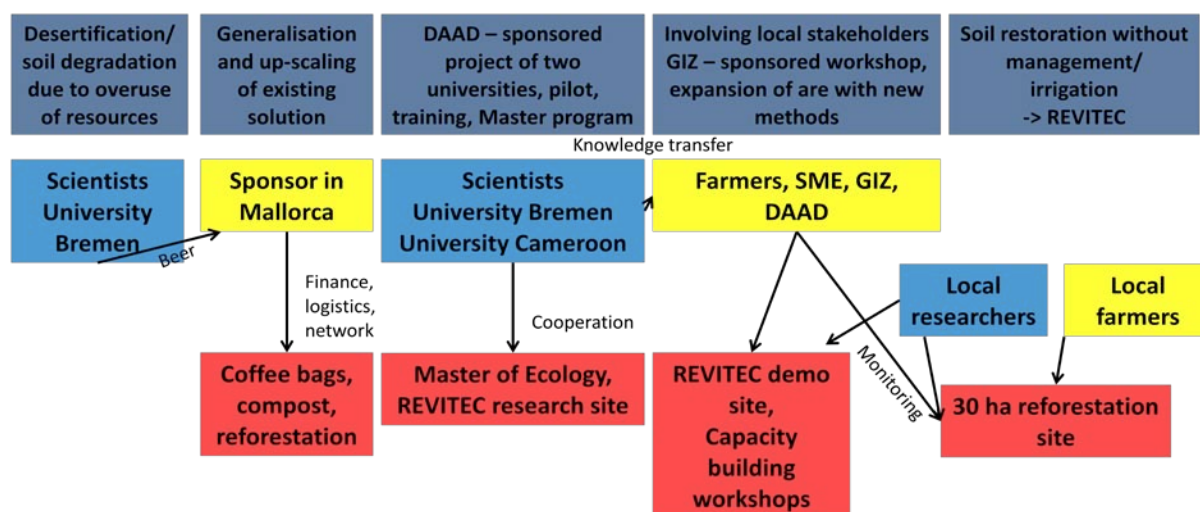 Desertification/
soil degradation
due to overuse
of resources
Generalisation
and up-scaling
of existing
solution
DAAD – sponsored
project of two
universities, pilot,
training, Master program
Involving local stakeholders
GIZ – sponsored workshop,
expansion of are with new
methods
Soil restoration without
management/
irrigation
-> REVITEC
Knowledge transfer
Scientists
University
Bremen
Beer
Sponsor in
Mallorca
Scientists
University Bremen
University Cameroon
Farmers, SME, GIZ,
DAAD
Finance,
logistics,
network
Cooperation
Local
researchers
Local
farmers
Monitoring
Coffee bags,
compost,
reforestation
Master of Ecology,
REVITEC research site
REVITEC demo
site,
Capacity
building
workshops
30 ha reforestation
site